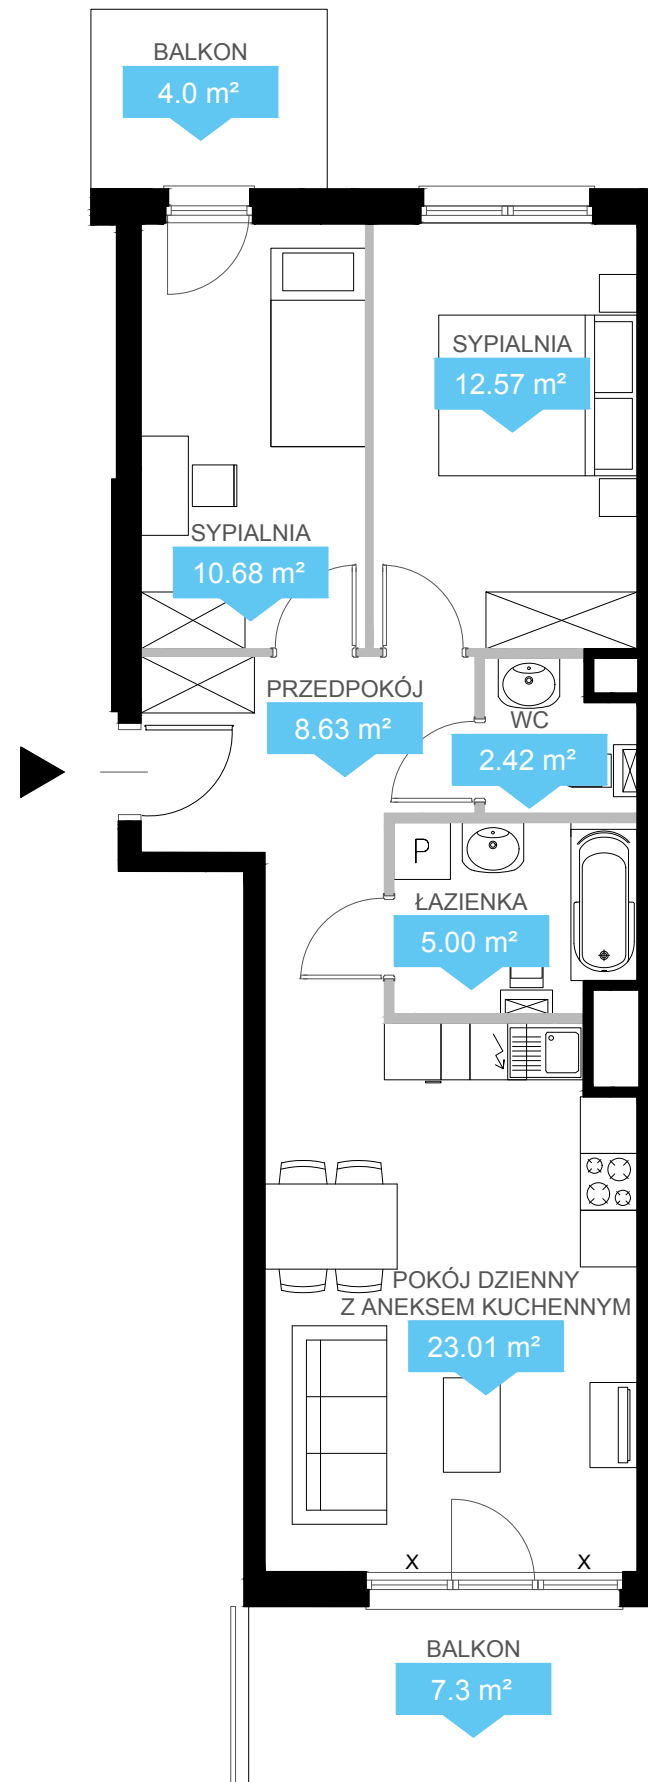 BALKON
4.0 m²
SYPIALNIA
12.57 m²
SYPIALNIA
10.68 m²
PRZEDPOKÓJ
8.63 m²
WC
2.42 m²
P
ŁAZIENKA
5.00 m²
POKÓJ DZIENNY
Z ANEKSEM KUCHENNYM
23.01 m²
X X
BALKON
7.3 m²